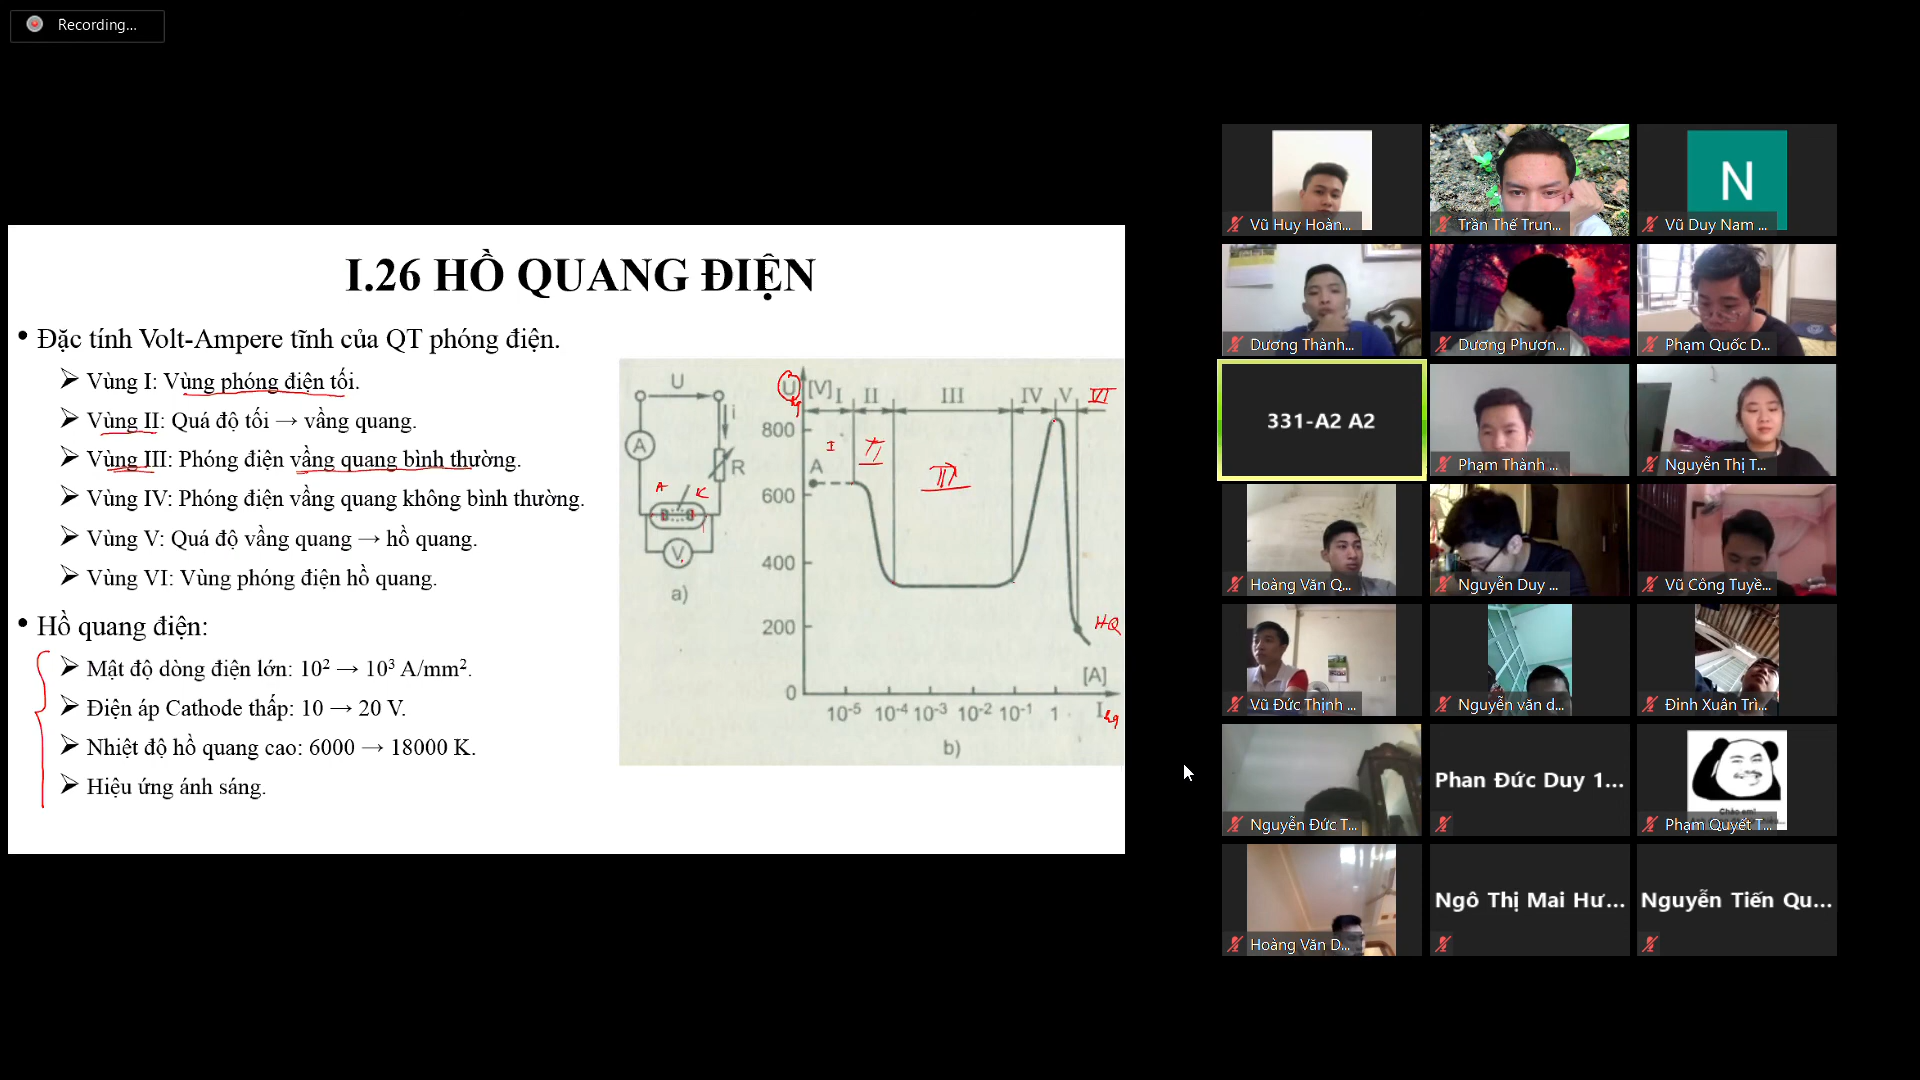 Recording...
I.26 HỒ QUANG ĐIỆN
• Đặc tính Volt-Ampere tĩnh của QT phóng điện.
➢ Vùng I: Vùng phóng điện tối.
➢ Vùng II: Quá độ tối → vầng quang.
➢ Vùng III: Phóng điện vầng quang bình thường.
➢ Vùng IV: Phóng điện vầng quang không bình thường.
➢ Vùng V: Quá độ vầng quang → hồ quang.
➢ Vùng VI: Vùng phóng điện hồ quang.
• Hồ quang điện:
➢ Mật độ dòng điện lớn: 10² → 10³ A/mm².
➢ Điện áp Cathode thấp: 10 → 20 V.
➢ Nhiệt độ hồ quang cao: 6000 → 18000 K.
➢ Hiệu ứng ánh sáng.
U
i
A
R
A K
V
a)
U hq [V] I II III IV V VI
800
I II
A
III
600
400
200
HQ
0
[A]
10⁻⁵ 10⁻⁴ 10⁻³ 10⁻² 10⁻¹ 1 I hq
b)
Vũ Huy Hoàn...
Trần Thế Trun...
N
Vũ Duy Nam ...
Dương Thành...
Dương Phươn...
Phạm Quốc D...
331-A2 A2
Phạm Thành ...
Nguyễn Thị T...
Hoàng Văn Q...
Nguyễn Duy ...
Vũ Công Tuyề...
Vũ Đức Thịnh ...
Nguyễn văn d...
Đinh Xuân Trì...
Nguyễn Đức T...
Phan Đức Duy 1...
Chào em!
Phạm Quyết T...
Hoàng Văn D...
Ngô Thị Mai Hư...
Nguyễn Tiến Qu...